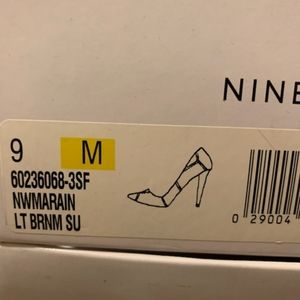 NINE
9 M
60236068-3SF
NWMARAIN
LT BRNM SU
0 29004